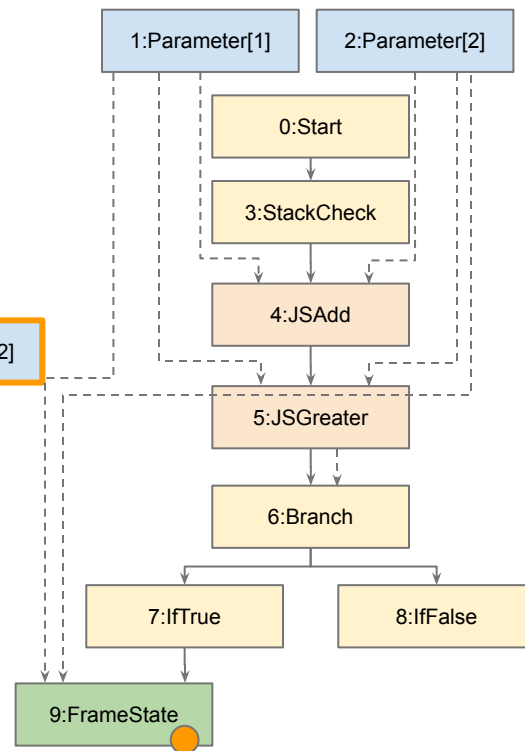 1:Parameter[1]
2:Parameter[2]
0:Start
3:StackCheck
4:JSAdd
2]
5:JSGreater
6:Branch
7:IfTrue
8:IfFalse
9:FrameState